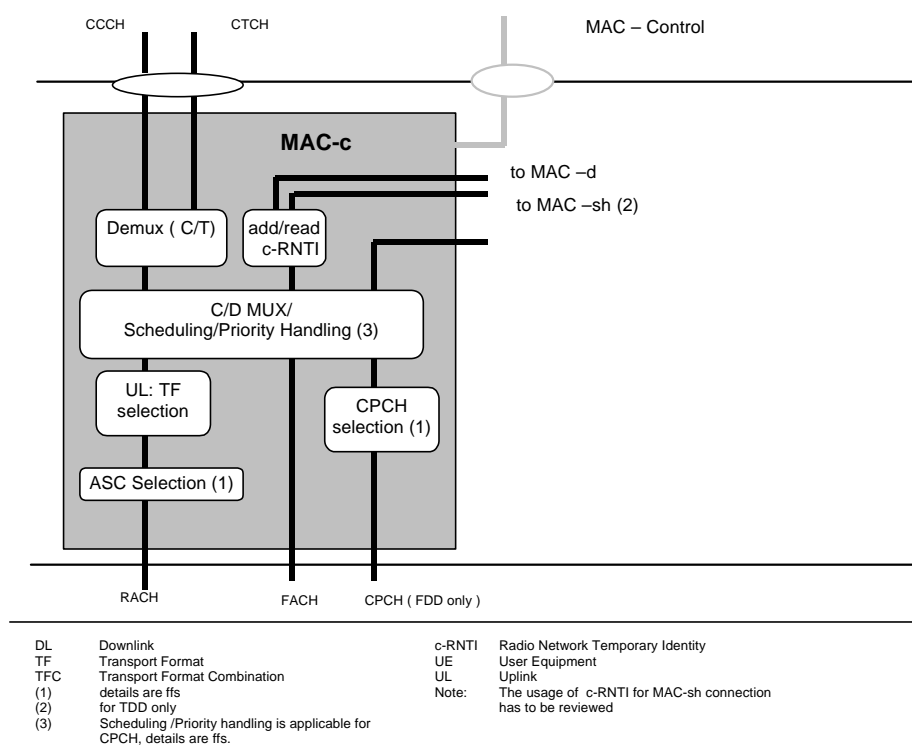 CCCH
CTCH
MAC – Control
MAC-c
to MAC –d
to MAC –sh (2)
Demux ( C/T)
add/read
c-RNTI
C/D MUX/
Scheduling/Priority Handling (3)
UL: TF
selection
CPCH
selection (1)
ASC Selection (1)
RACH
FACH
CPCH ( FDD only )
DL Downlink
TF Transport Format
TFC Transport Format Combination
(1) details are ffs
(2) for TDD only
(3) Scheduling /Priority handling is applicable for
CPCH, details are ffs.
c-RNTI Radio Network Temporary Identity
UE User Equipment
UL Uplink
Note: The usage of c-RNTI for MAC-sh connection
has to be reviewed